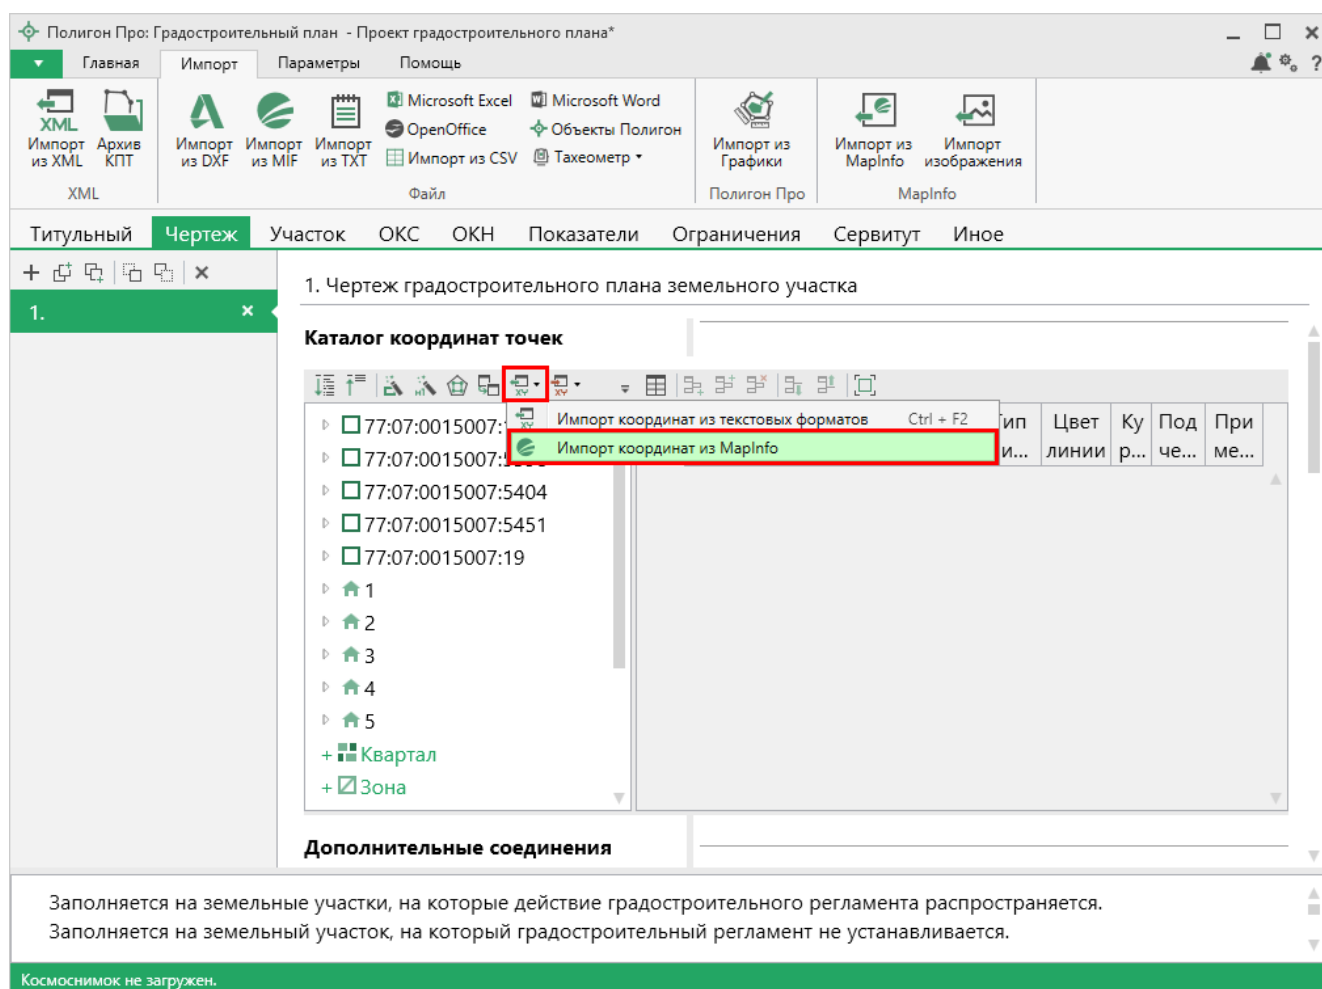 Полигон Про: Градостроительный план - Проект градостроительного плана*
Главная Импорт Параметры Помощь
XML
Импорт из XML
Архив КПТ
Импорт из DXF
Импорт из MIF
Импорт из TXT
Microsoft Excel Microsoft Word
OpenOffice Объекты Полигон
Импорт из CSV Тахеометр
Импорт из Графики
Импорт из MapInfo
Импорт изображения
XML Файл Полигон Про MapInfo
Титульный Чертеж Участок ОКС ОКН Показатели Ограничения Сервитут Иное
1. Чертеж градостроительного плана земельного участка
1.
Каталог координат точек
Импорт координат из текстовых форматов Ctrl + F2
Импорт координат из MapInfo
Цвет линии
Ку р...
Под че...
При ме...
77:07:0015007:
77:07:0015007:
77:07:0015007:5404
77:07:0015007:5451
77:07:0015007:19
1
2
3
4
5
+ Квартал
+ Зона
Дополнительные соединения
Заполняется на земельные участки, на которые действие градостроительного регламента распространяется.
Заполняется на земельный участок, на который градостроительный регламент не устанавливается.
Космоснимок не загружен.